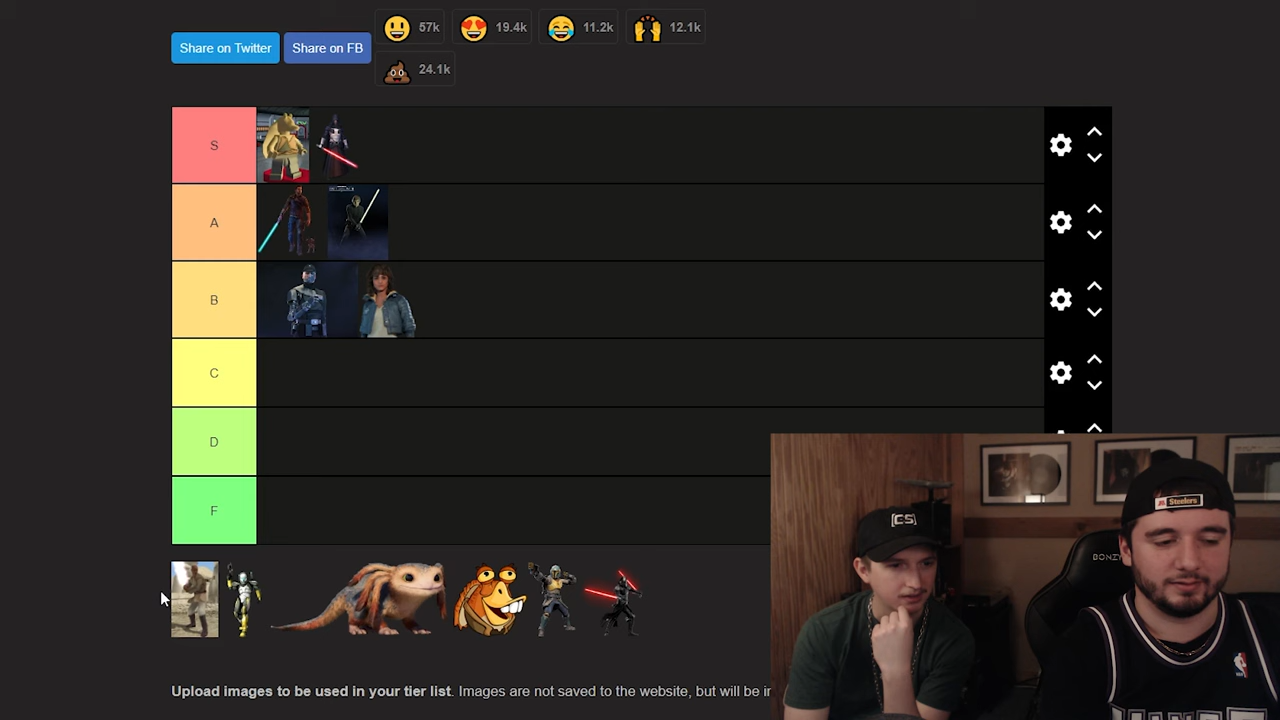 57k
19.4k
11.2k
12.1k
Share on Twitter
Share on FB
24.1k
S
A
B
C
D
F
Upload images to be used in your tier list. Images are not saved to the website, but will be
[CS]
Steelers
BONZY